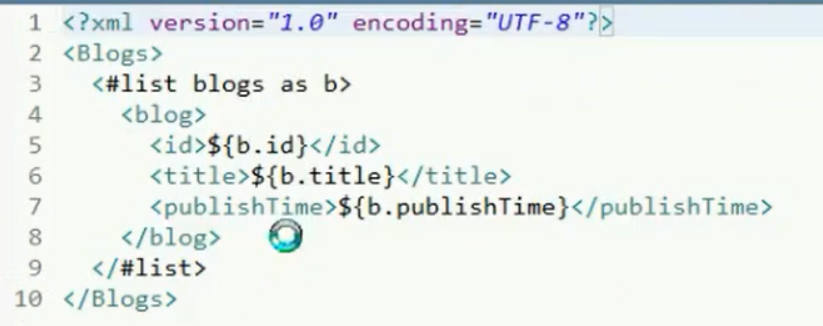 1 <?xml version="1.0" encoding="UTF-8"?>
2 <Blogs>
3   <#list blogs as b>
4     <blog>
5       <id>${b.id}</id>
6       <title>${b.title}</title>
7       <publishTime>${b.publishTime}</publishTime>
8     </blog>
9   </#list>
10 </Blogs>